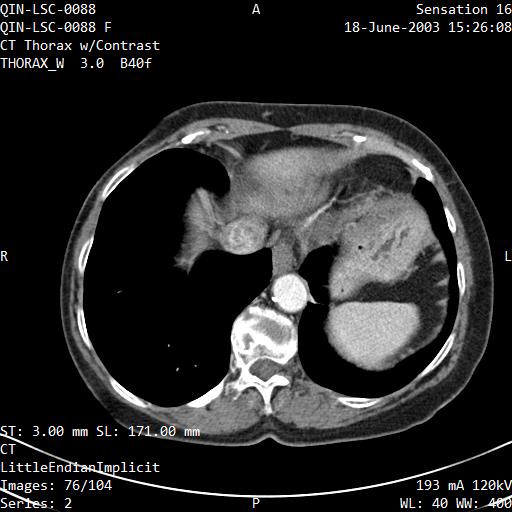 QIN-LSC-0088 A Sensation 16
QIN-LSC-0088 F 18-June-2003 15:26:08
CT Thorax w/Contrast
THORAX_W 3.0 B40f
R L
ST: 3.00 mm SL: 171.00 mm
CT
LittleEndianImplicit
Images: 76/104 193 mA 120kV
Series: 2 P WL: 40 WW: 400